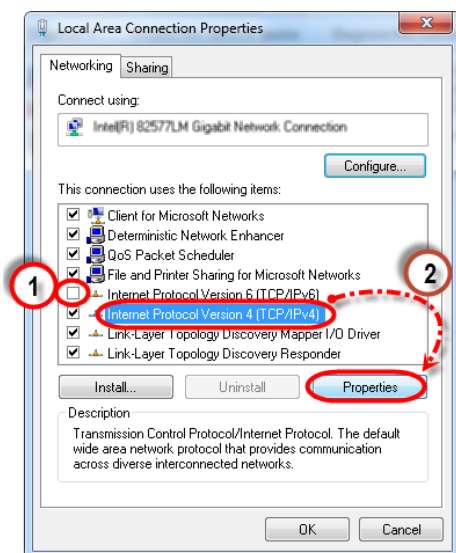 Local Area Connection Properties
Networking
Sharing
Connect using:
Intel(R) 82577LM Gigabit Network Connection
Configure...
This connection uses the following items:
Client for Microsoft Networks
Deterministic Network Enhancer
QoS Packet Scheduler
File and Printer Sharing for Microsoft Networks
1
2
Internet Protocol Version 6 (TCP/IPv6)
Internet Protocol Version 4 (TCP/IPv4)
Link-Layer Topology Discovery Mapper I/O Driver
Link-Layer Topology Discovery Responder
Install...
Uninstall
Properties
Description
Transmission Control Protocol/Internet Protocol. The default
wide area network protocol that provides communication
across diverse interconnected networks.
OK
Cancel